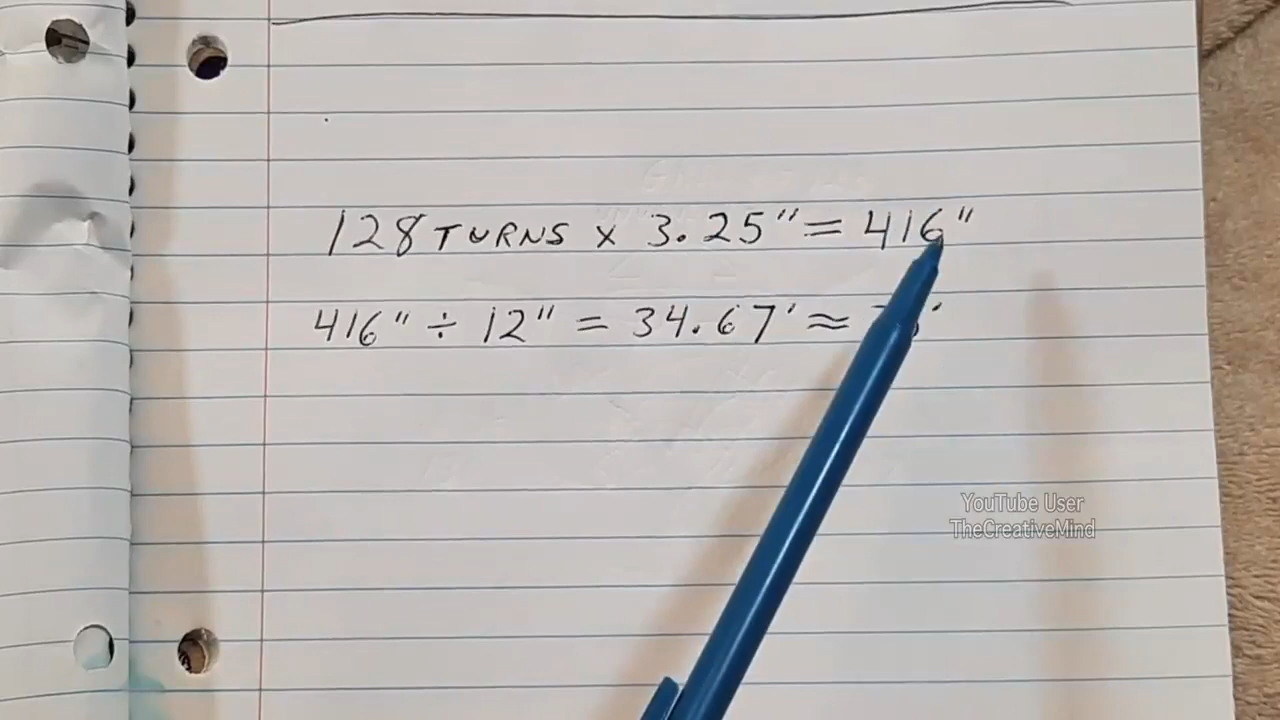 128 TURNS x 3.25" = 416"
416" ÷ 12" = 34.67' ≈
YouTube User
TheCreativeMind